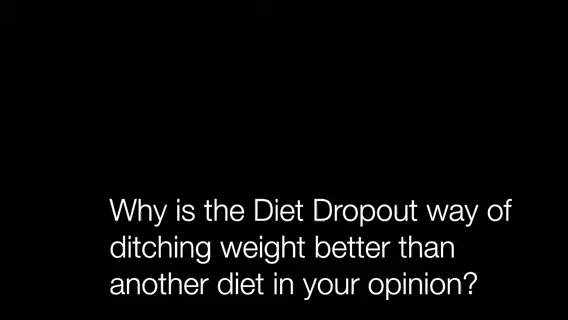 Why is the Diet Dropout way of
ditching weight better than
another diet in your opinion?